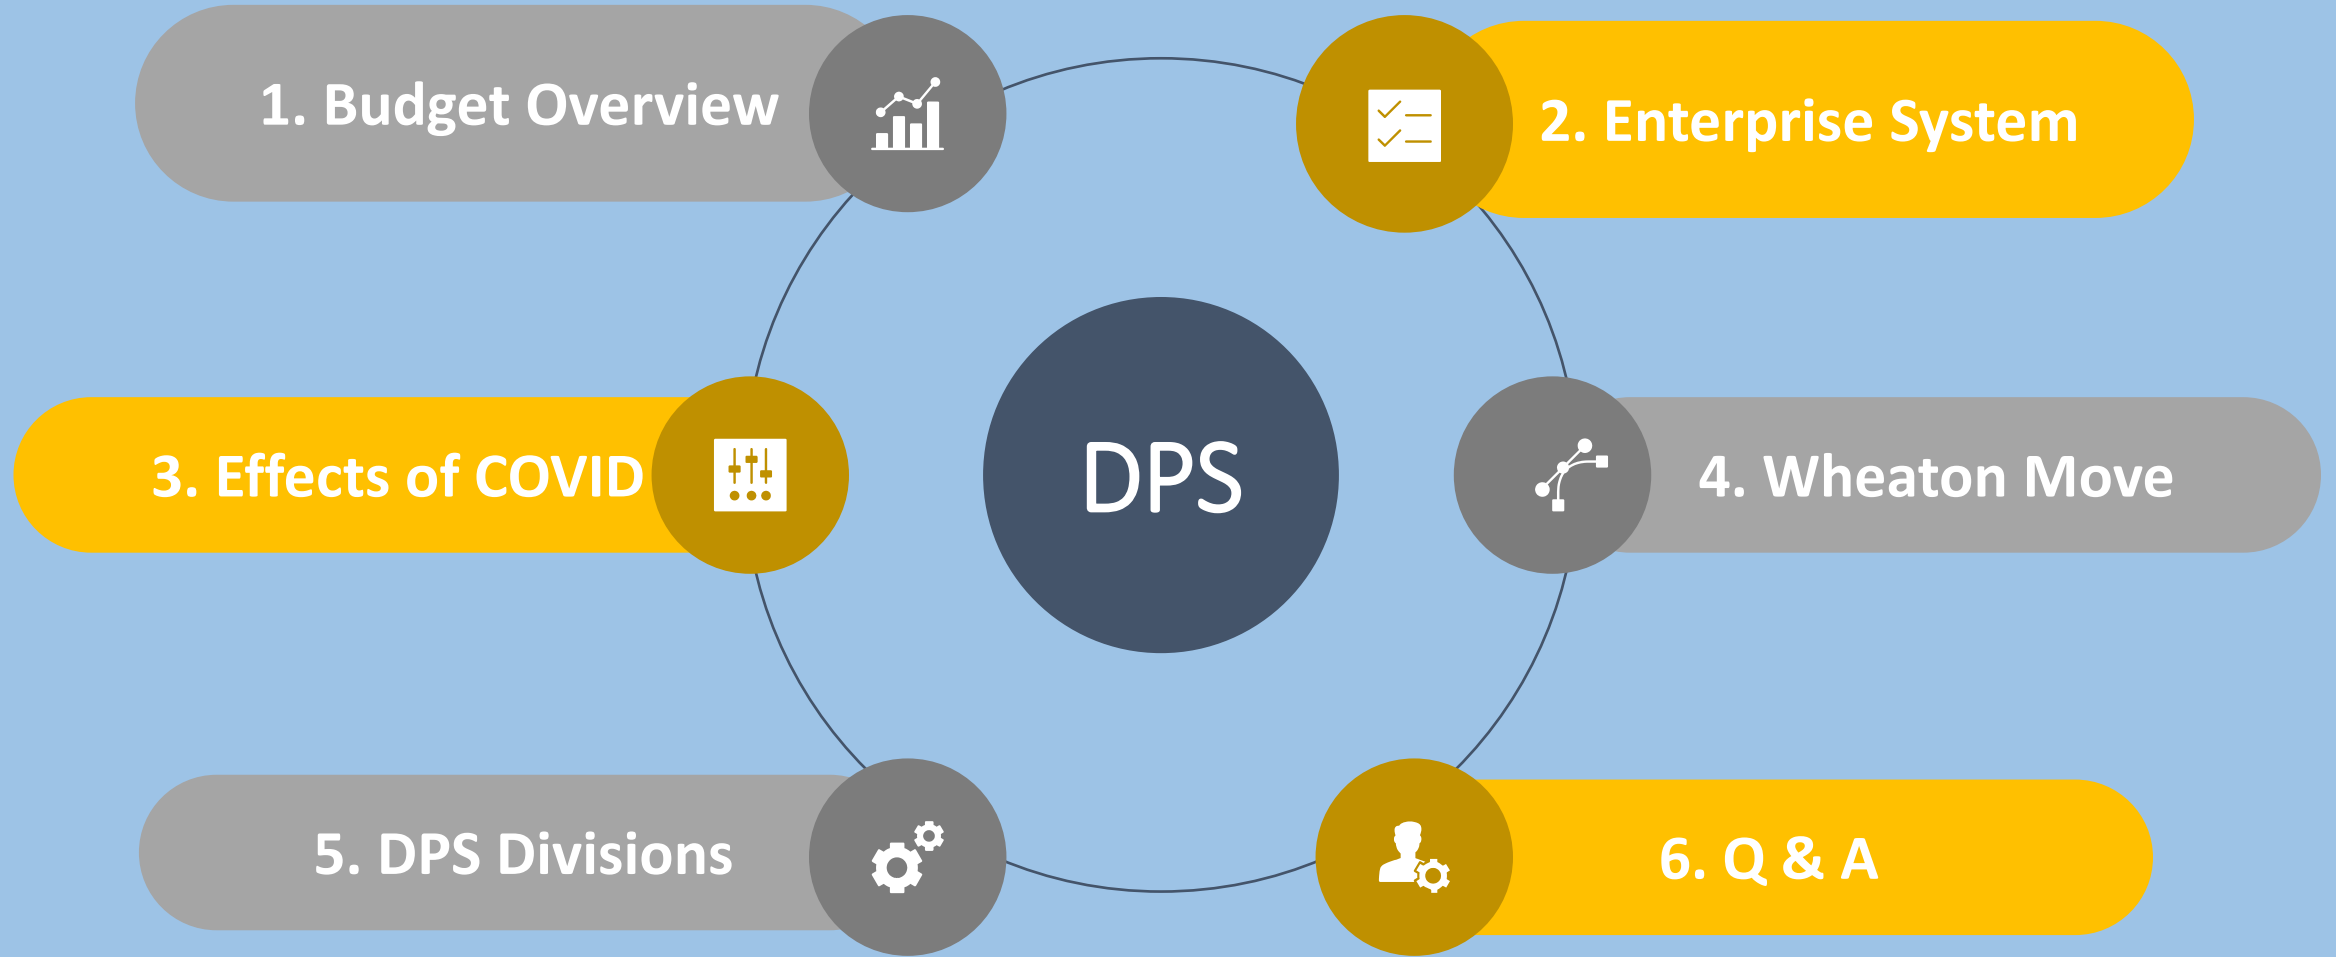 1. Budget Overview
2. Enterprise System
3. Effects of COVID
DPS
4. Wheaton Move
5. DPS Divisions
6. Q & A